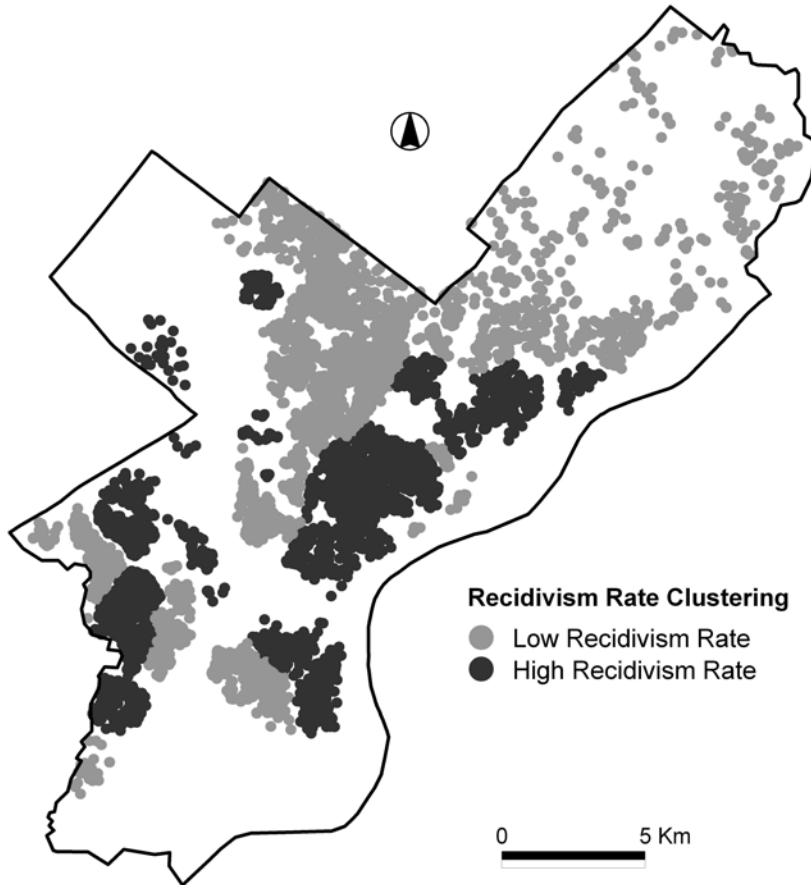 Recidivism Rate Clustering
Low Recidivism Rate
High Recidivism Rate
0 5 Km